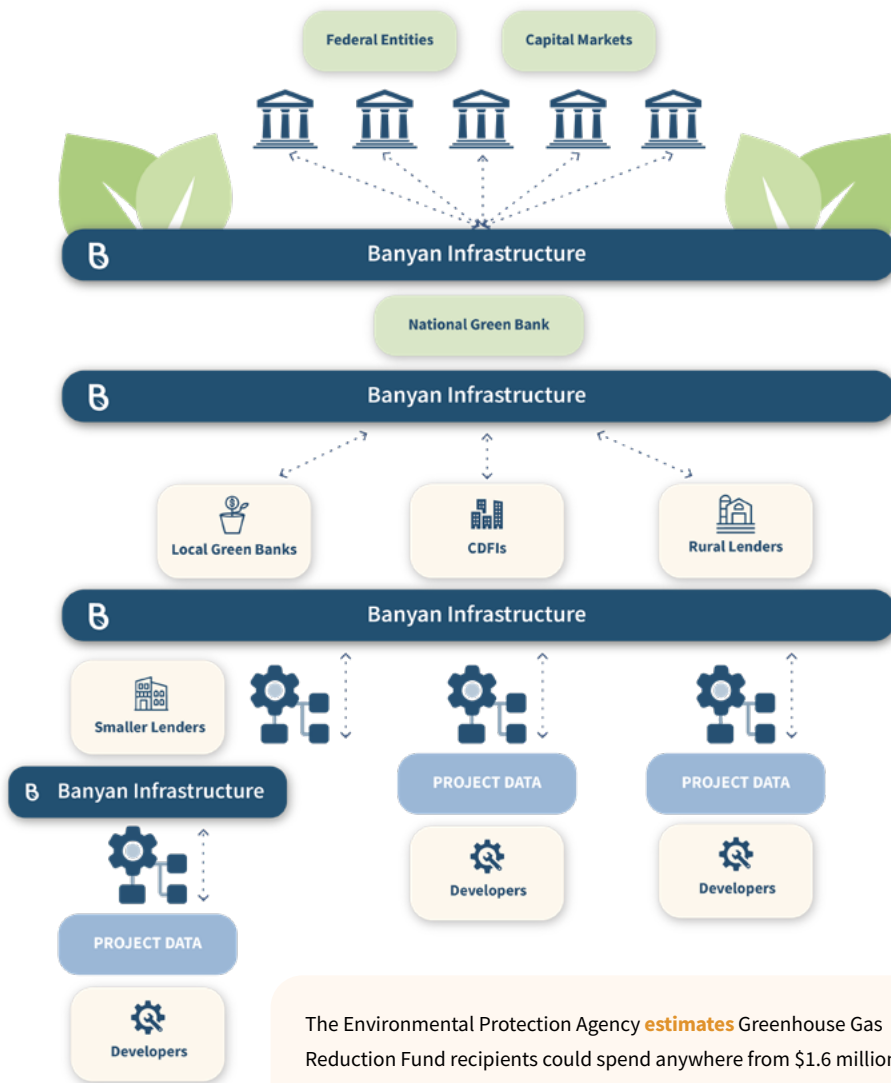 Federal Entities
Capital Markets
B Banyan Infrastructure
National Green Bank
B Banyan Infrastructure
Local Green Banks
CDFIs
Rural Lenders
B Banyan Infrastructure
Smaller Lenders
B Banyan Infrastructure
PROJECT DATA
PROJECT DATA
Developers
Developers
PROJECT DATA
Developers
The Environmental Protection Agency estimates Greenhouse Gas
Reduction Fund recipients could spend anywhere from $1.6 million